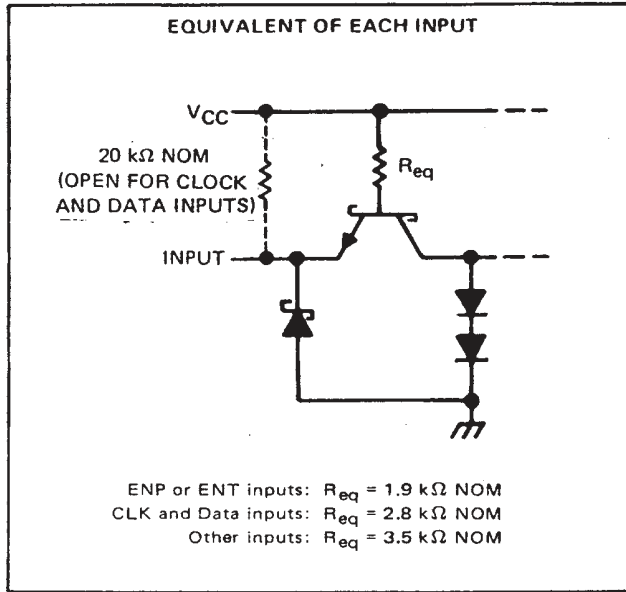 EQUIVALENT OF EACH INPUT
VCC
20 kΩ NOM
(OPEN FOR CLOCK
AND DATA INPUTS)
Req
INPUT
ENP or ENT inputs: Req = 1.9 kΩ NOM
CLK and Data inputs: Req = 2.8 kΩ NOM
Other inputs: Req = 3.5 kΩ NOM